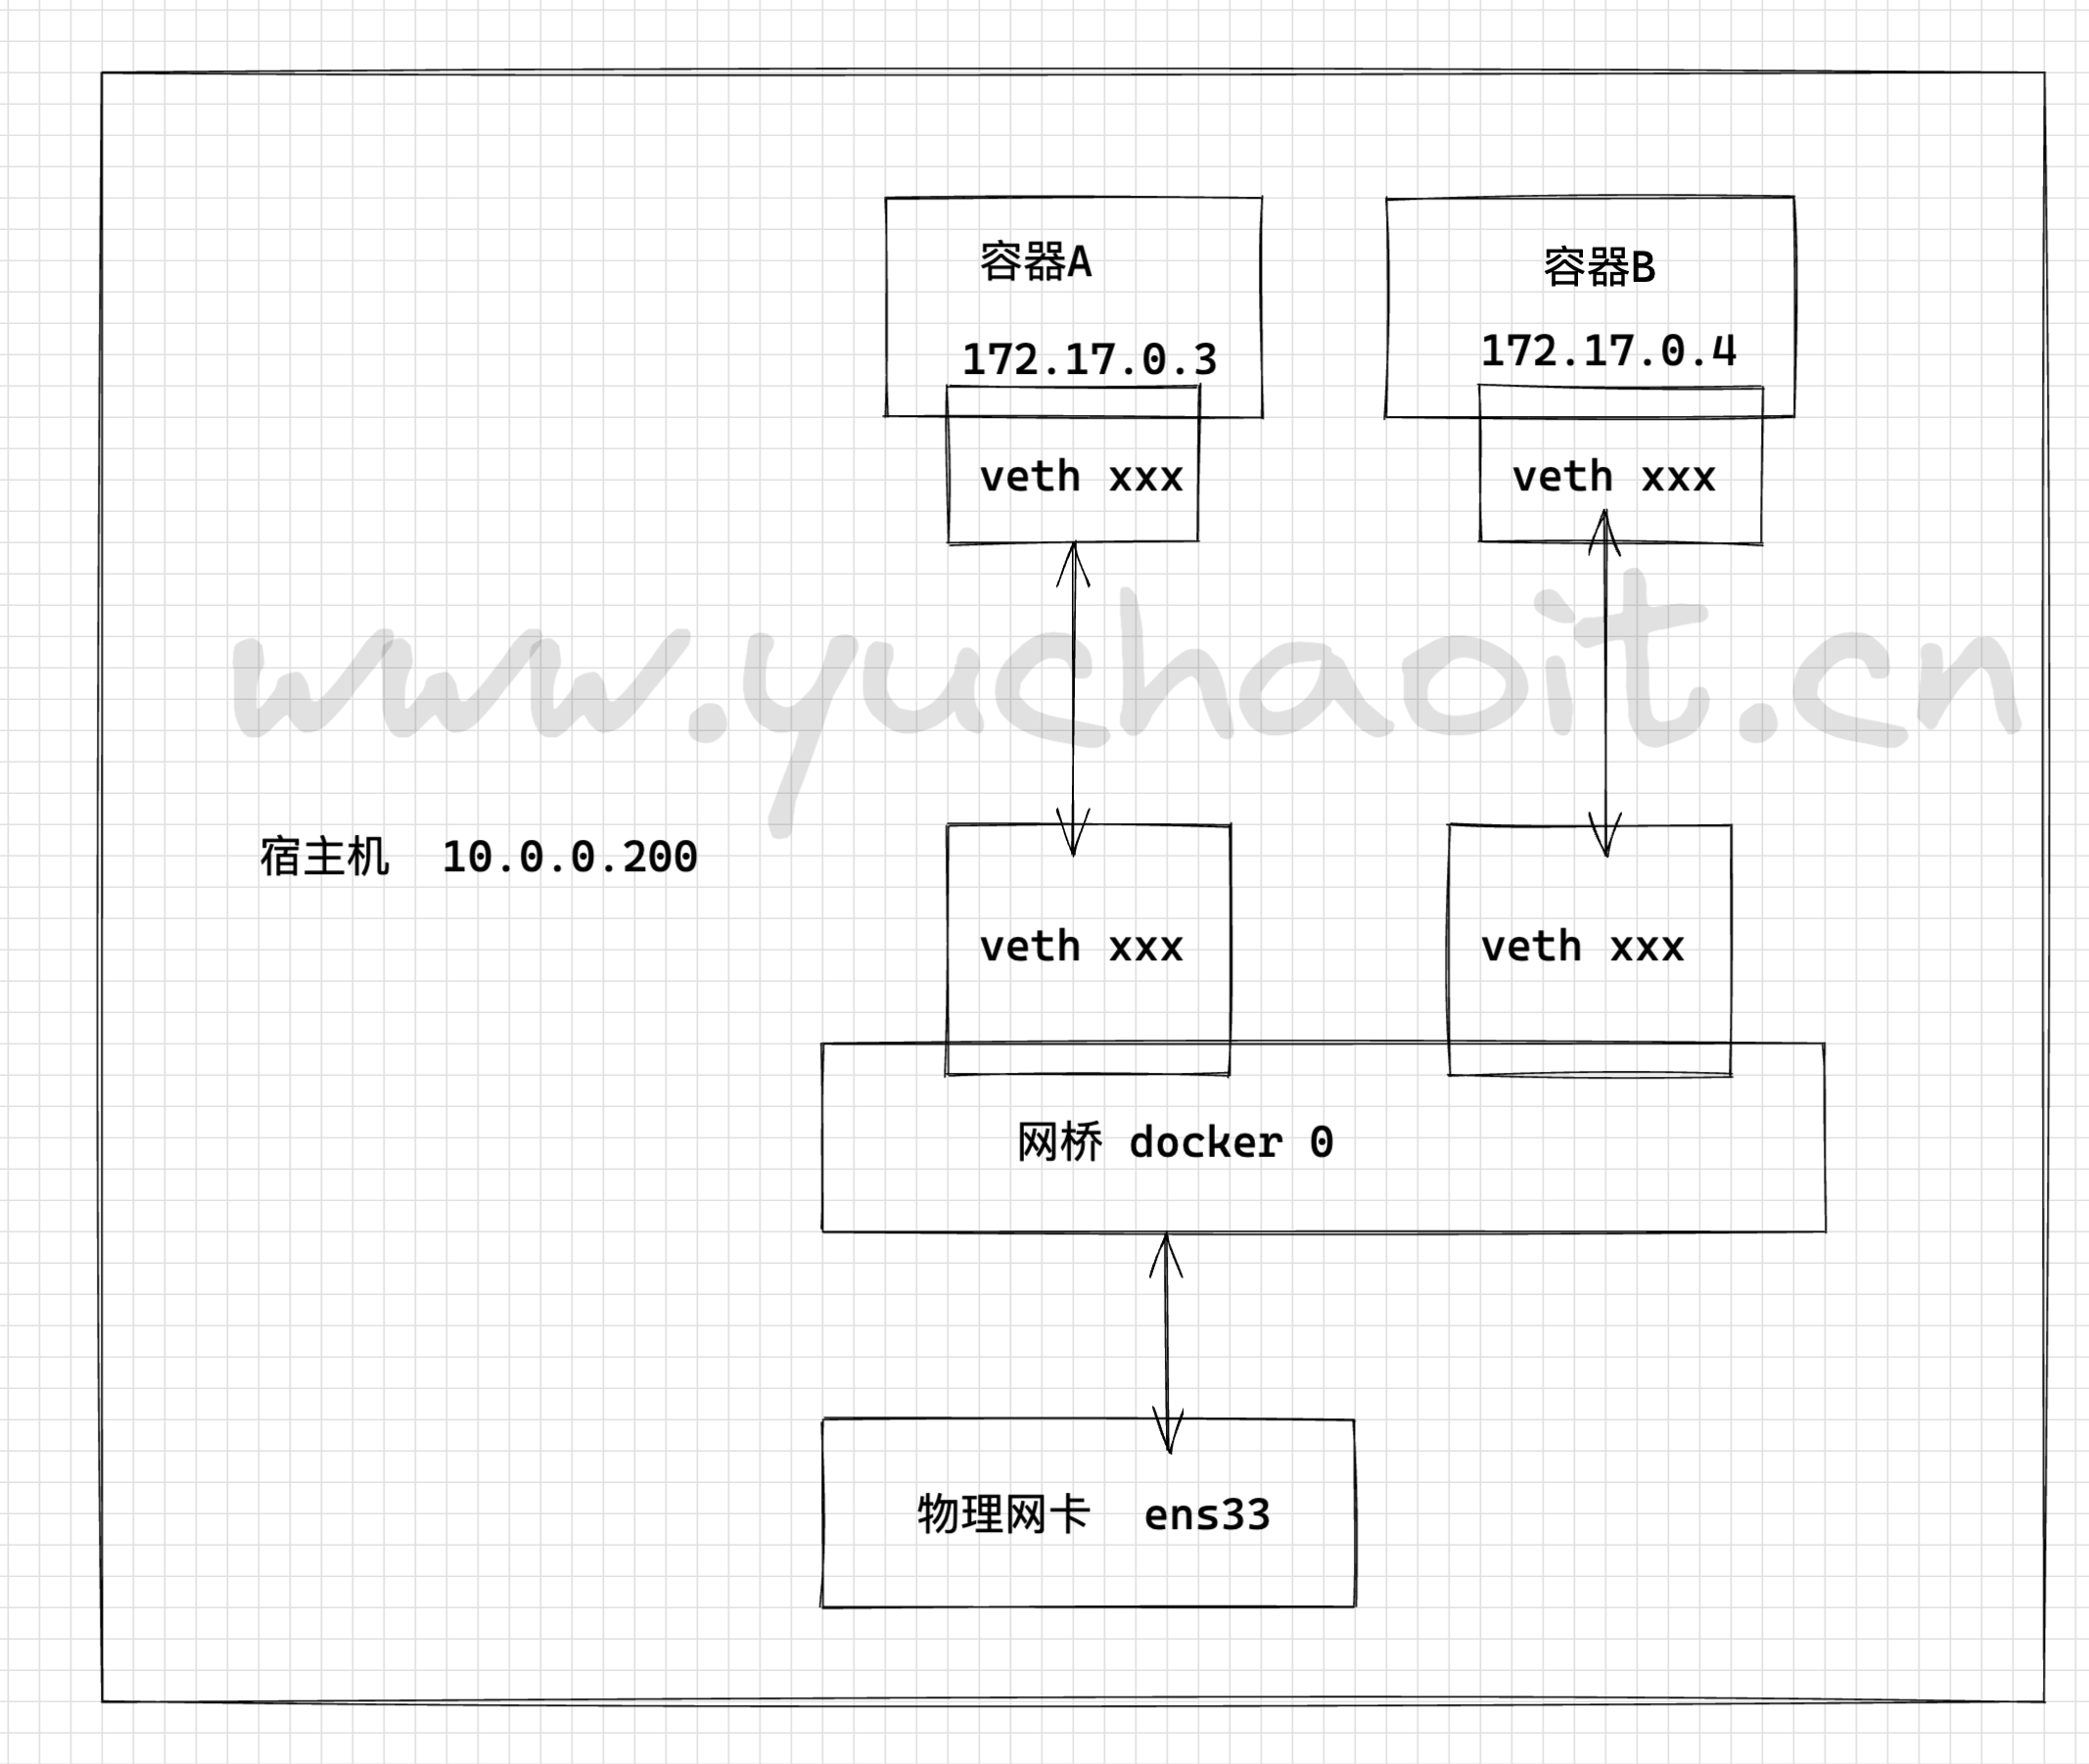 容器A
容器B
172.17.0.3
172.17.0.4
veth xxx
veth xxx
www.yuchaoit.cn
宿主机  10.0.0.200
veth xxx
veth xxx
网桥 docker 0
物理网卡  ens33